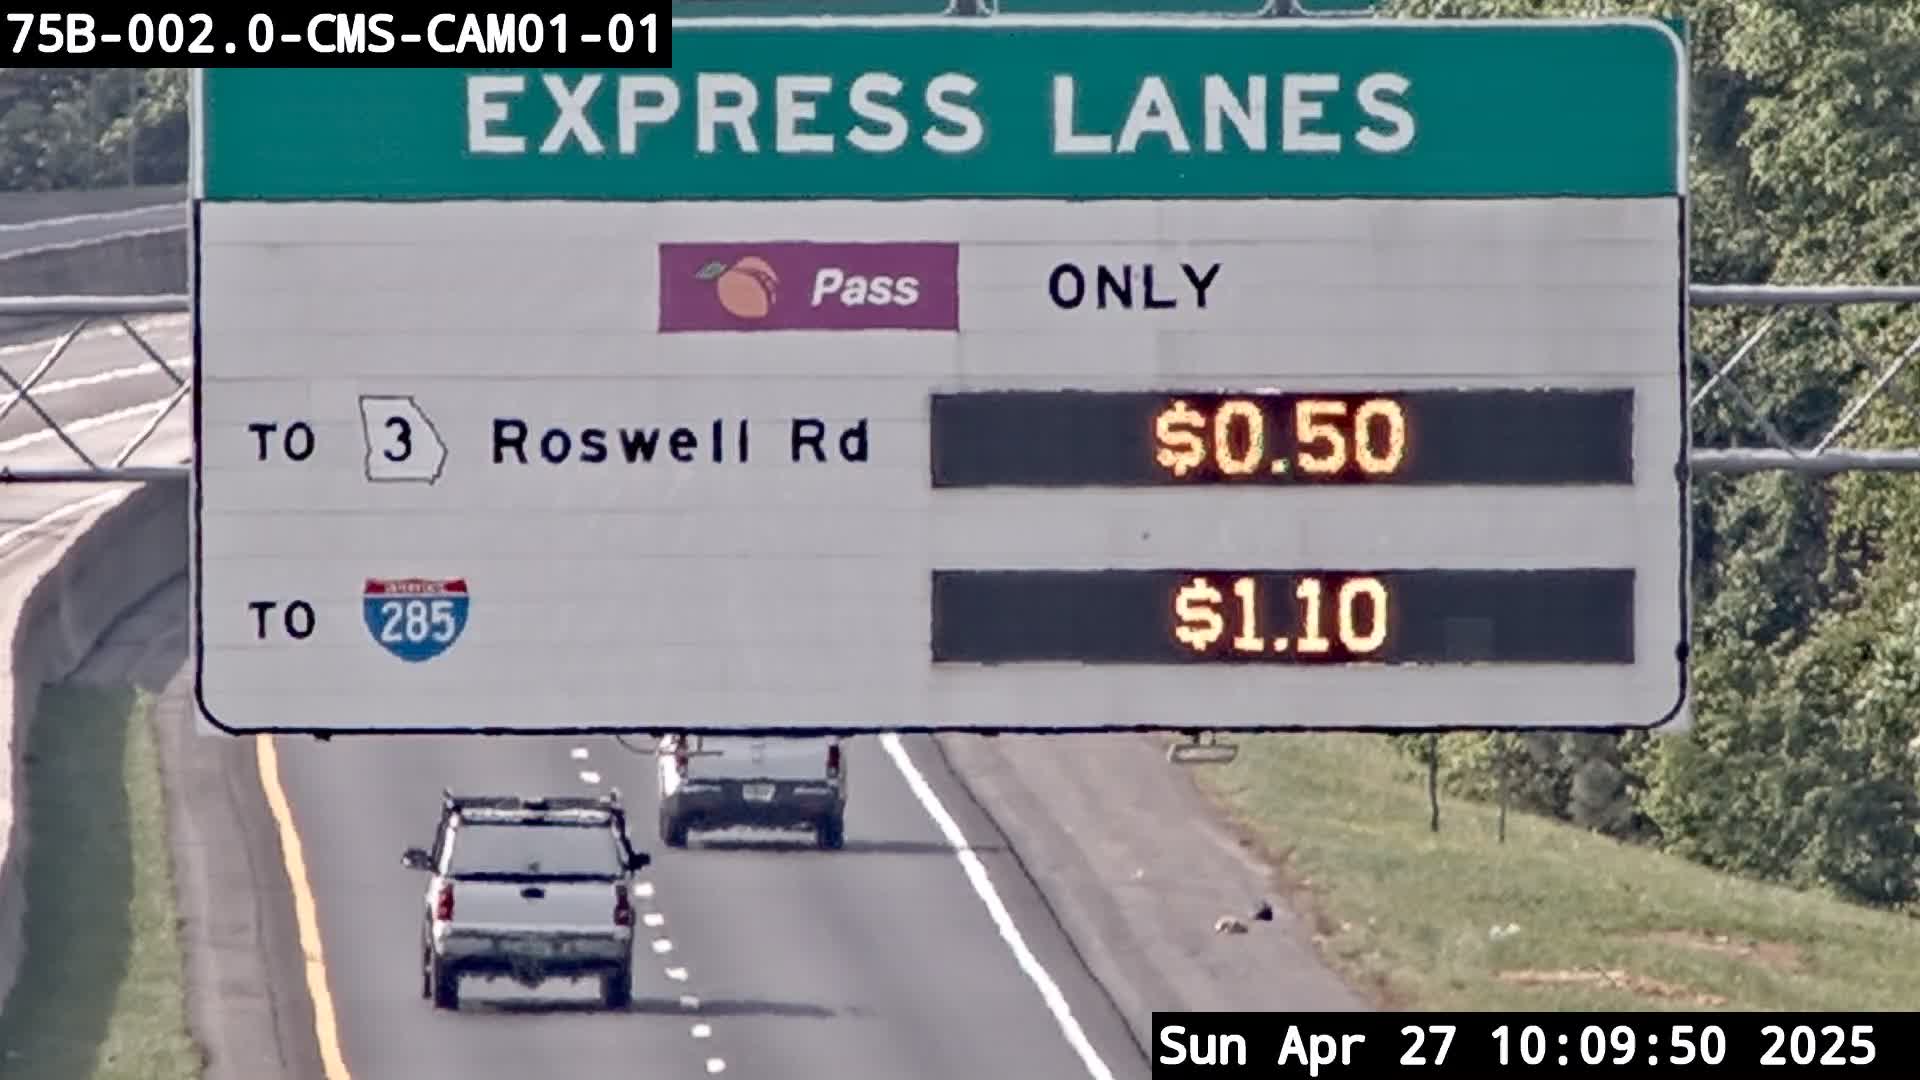 75B-002.0-CMS-CAM01-01
EXPRESS LANES
Pass ONLY
TO 3 Roswell Rd $0.50
TO 285 $1.10
Sun Apr 27 10:09:50 2025